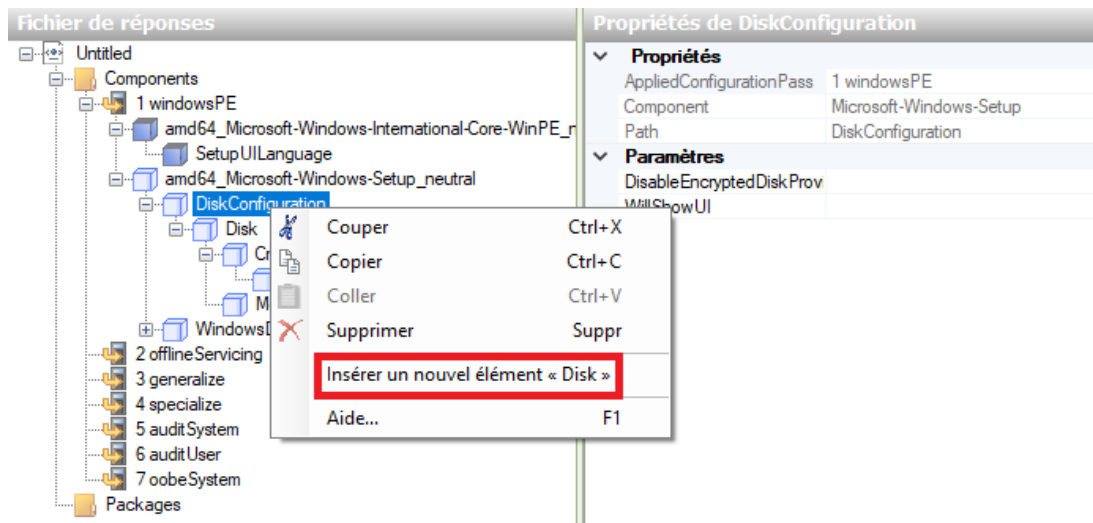 Fichier de réponses
Untitled
Components
1 windowsPE
amd64_Microsoft-Windows-International-Core-WinPE_n
SetupUILanguage
amd64_Microsoft-Windows-Setup_neutral
DiskConfiguration
Disk
Cr
M
WindowsD
2 offlineServicing
3 generalize
4 specialize
5 auditSystem
6 auditUser
7 oobeSystem
Packages
Couper Ctrl+X
Copier Ctrl+C
Coller Ctrl+V
Supprimer Suppr
Insérer un nouvel élément « Disk »
Aide... F1
Propriétés de DiskConfiguration
Propriétés
AppliedConfigurationPass 1 windowsPE
Component Microsoft-Windows-Setup
Path DiskConfiguration
Paramètres
DisableEncryptedDiskProvi
WillShowUI